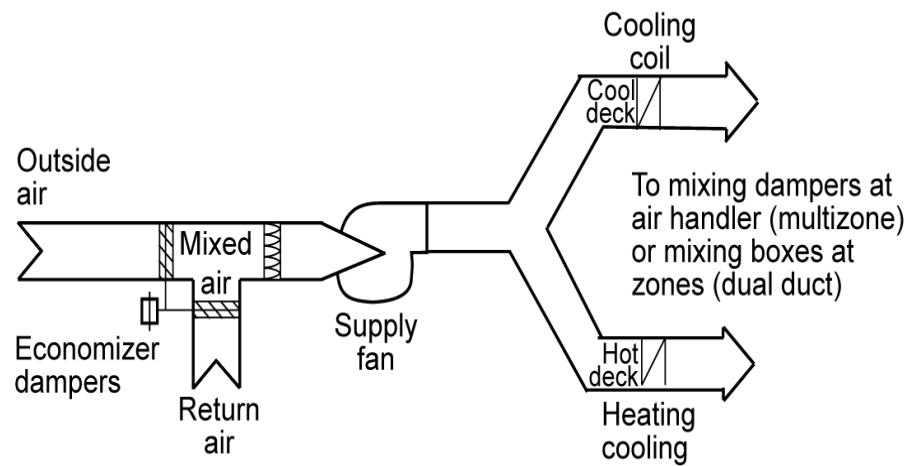 Cooling
coil
Cool
deck
Outside
air
Mixed
air
To mixing dampers at
air handler (multizone)
or mixing boxes at
zones (dual duct)
Supply
fan
Economizer
dampers
Return
air
Hot
deck
Heating
cooling